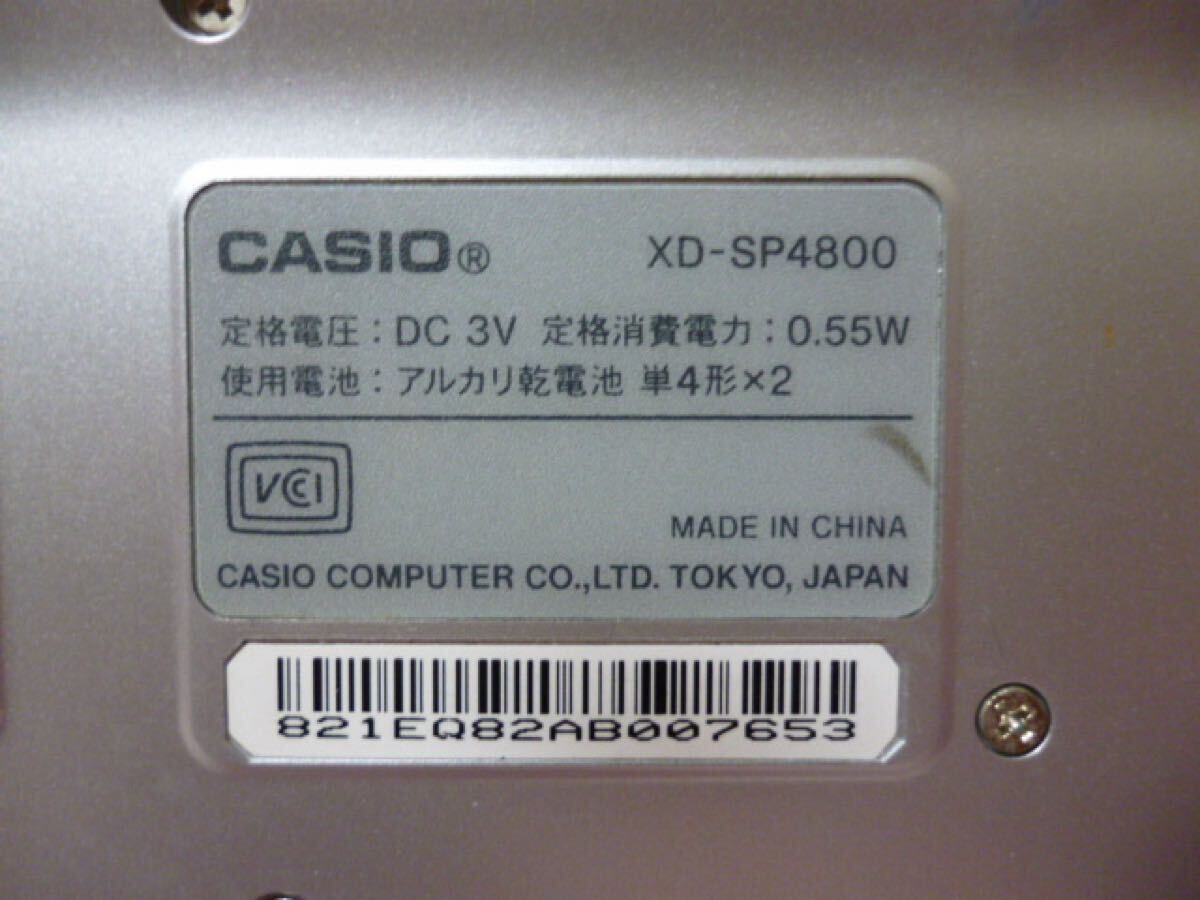 CASIO® XD-SP4800
定格電圧：DC 3V 定格消費電力：0.55W
使用電池：アルカリ乾電池 単4形×2
VCCI
MADE IN CHINA
CASIO COMPUTER CO.,LTD. TOKYO, JAPAN
821EQ82AB007653